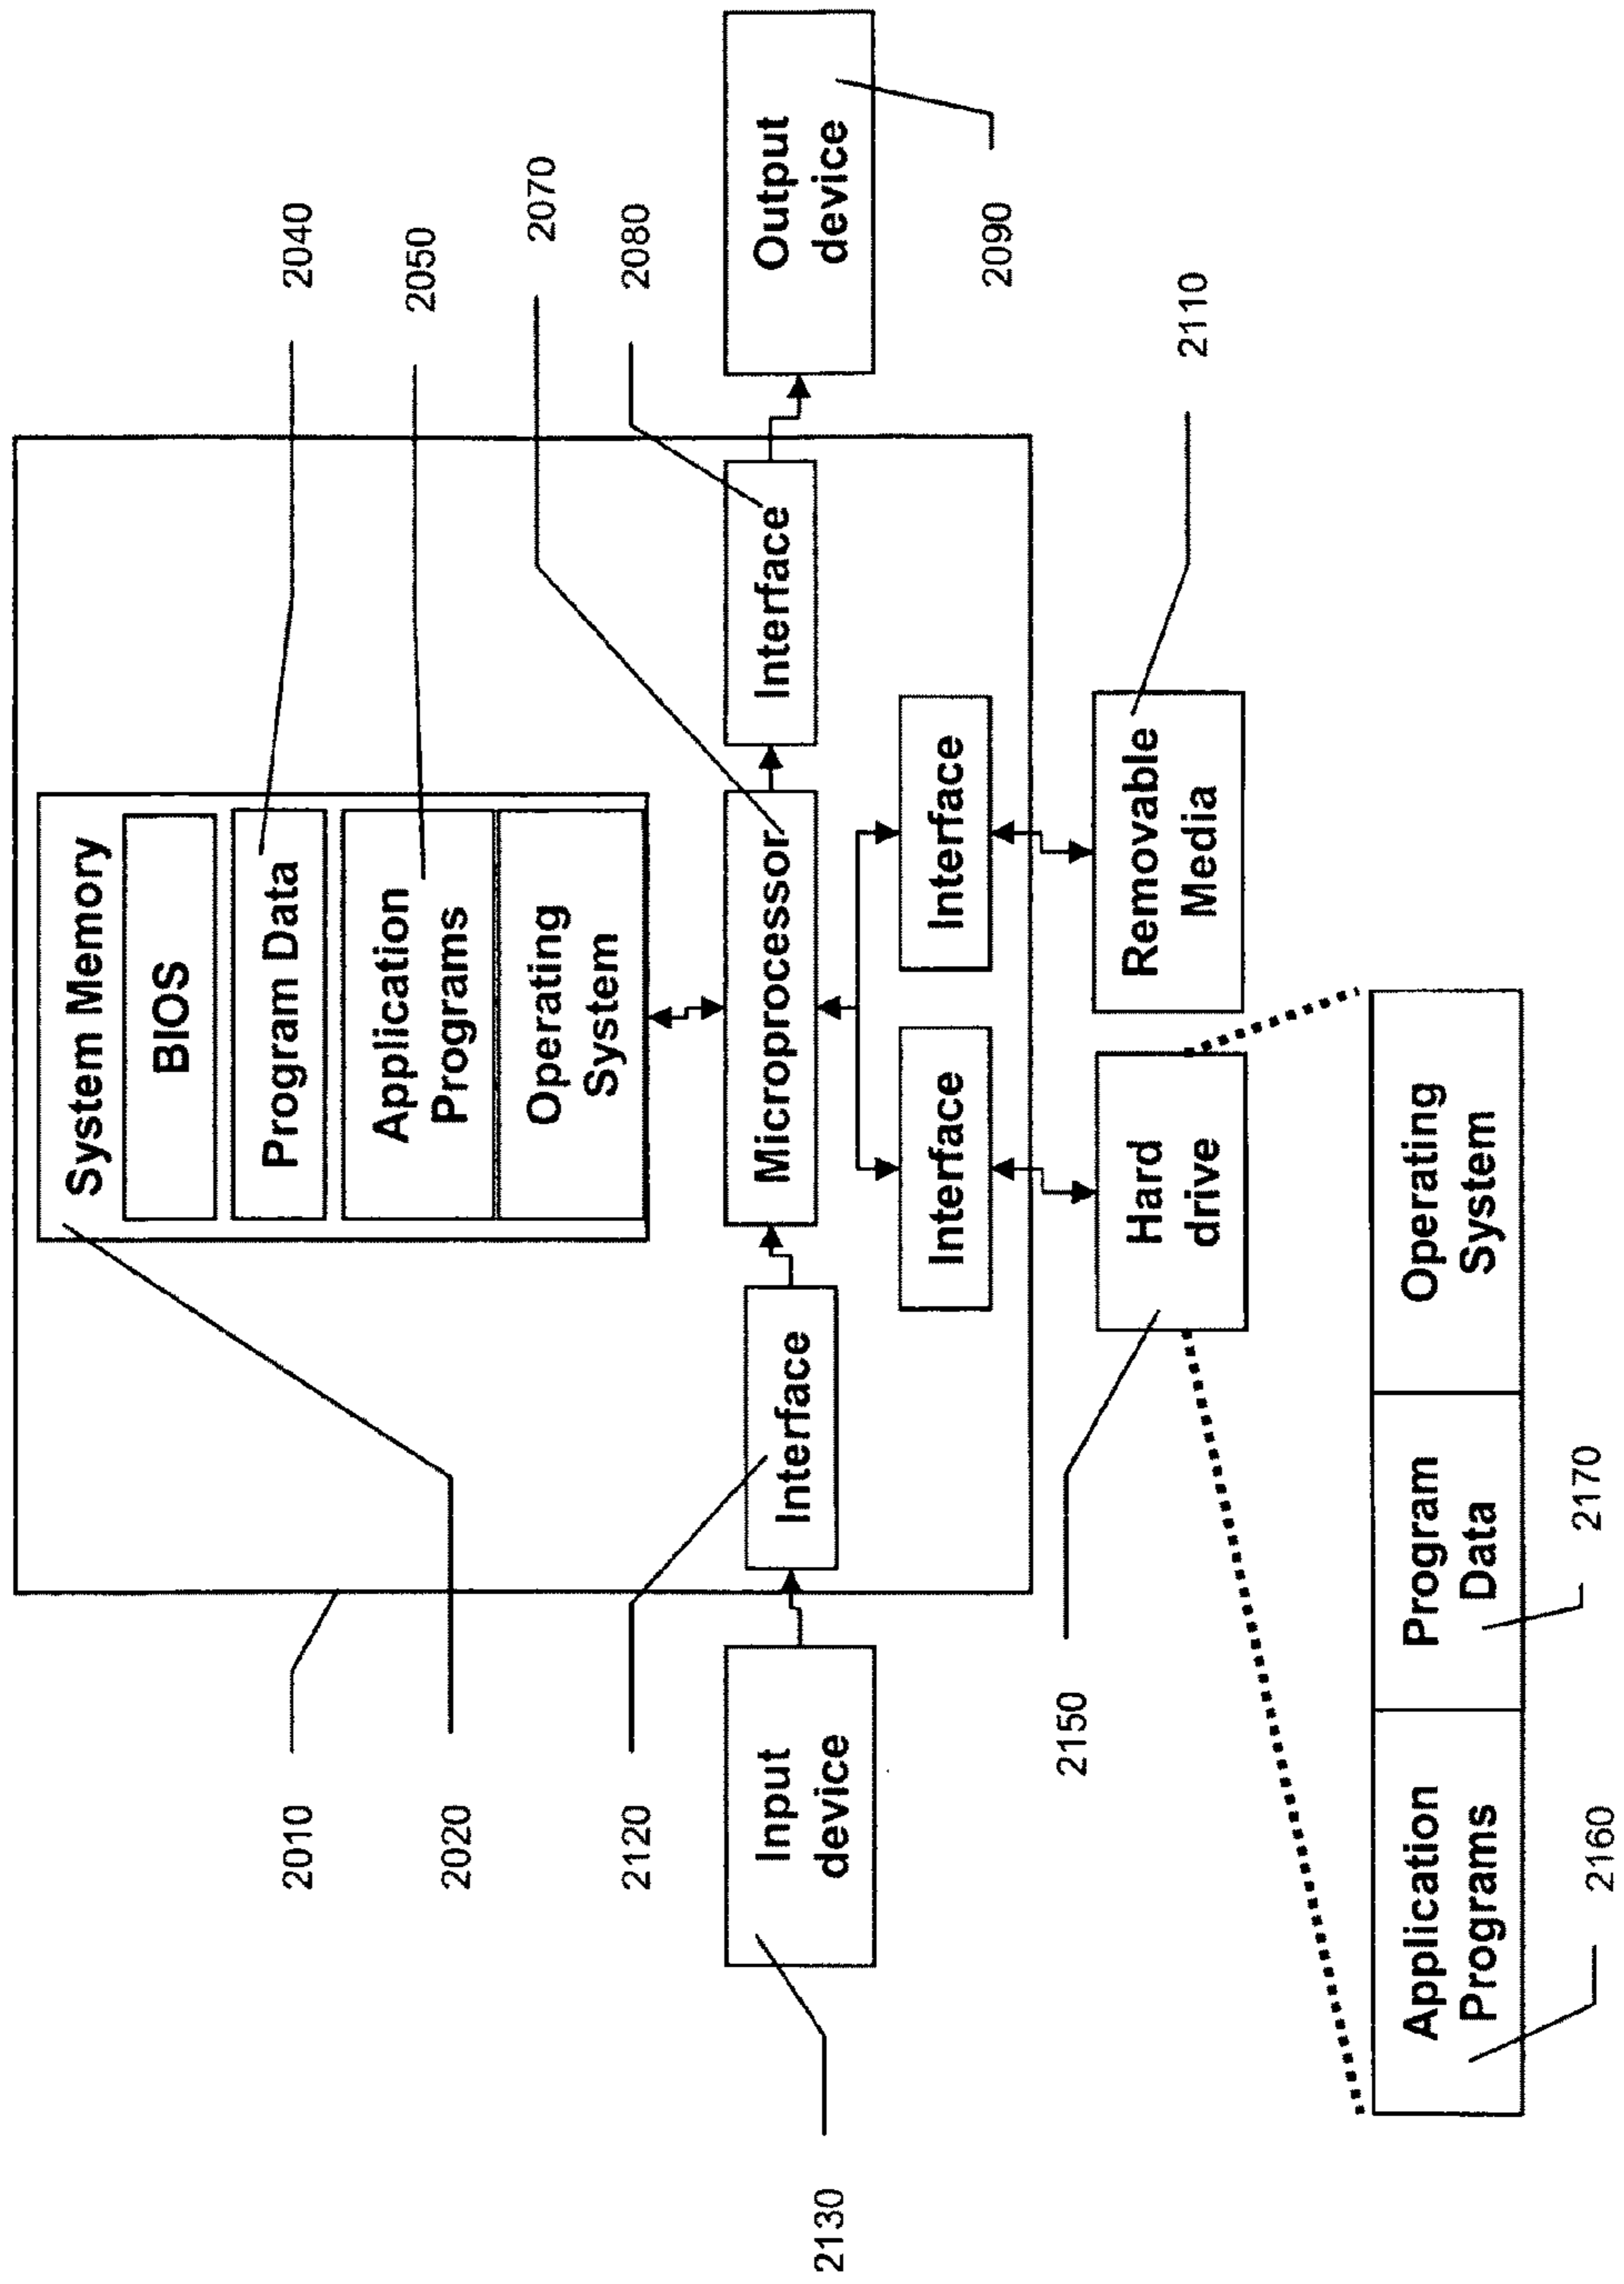 System Memory
BIOS
Program Data
Application
Programs
Operating
System
2040
2050
2070
2080
2010
2020
2120
Input
device
Interface
Microprocessor
Interface
Output
device
2130
2090
Interface
Interface
2150
Hard
drive
Removable
Media
2110
Application
Programs
Program
Data
Operating
System
2160
2170